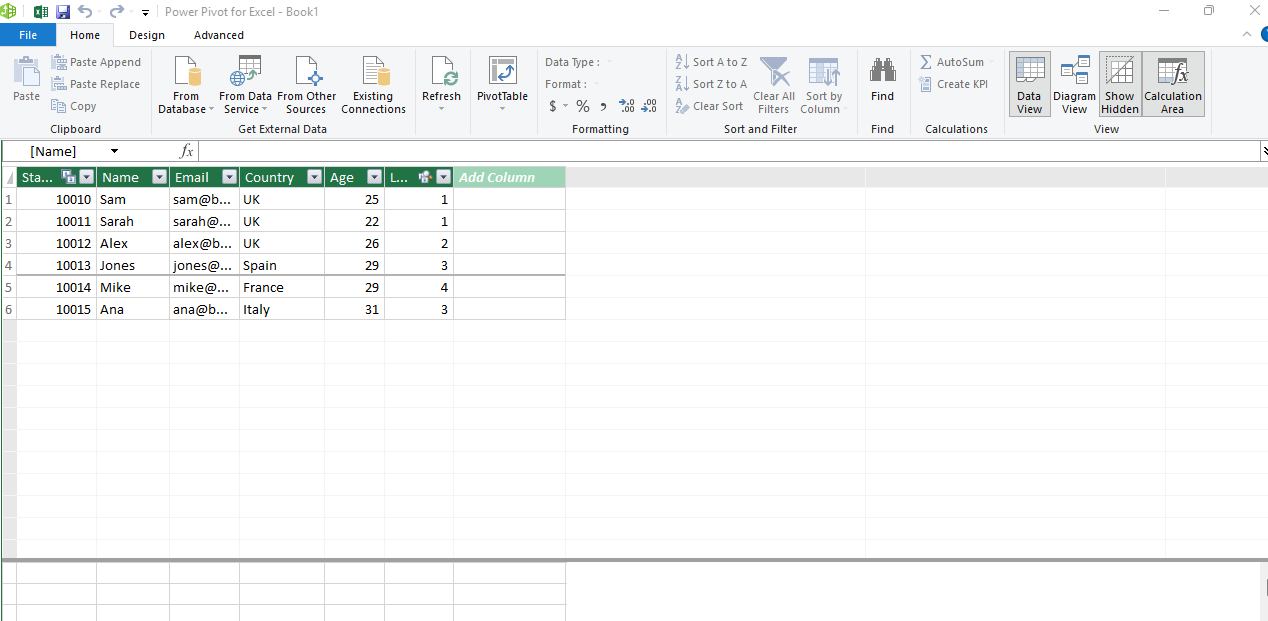 Power Pivot for Excel - Book1
File Home Design Advanced
Paste
Paste Append
Paste Replace
Copy
Clipboard
From Database
From Data Service
From Other Sources
Existing Connections
Get External Data
Refresh
PivotTable
Data Type :
Format :
$ % ,
Formatting
Sort A to Z
Sort Z to A
Clear Sort
Clear All Filters
Sort by Column
Sort and Filter
Find
Find
AutoSum
Create KPI
Calculations
Data View
Diagram View
Show Hidden
Calculation Area
View
[Name] fx
Sta... Name Email Country Age L... Add Column
1 10010 Sam sam@b... UK 25 1
2 10011 Sarah sarah@... UK 22 1
3 10012 Alex alex@b... UK 26 2
4 10013 Jones jones@... Spain 29 3
5 10014 Mike mike@... France 29 4
6 10015 Ana ana@b... Italy 31 3